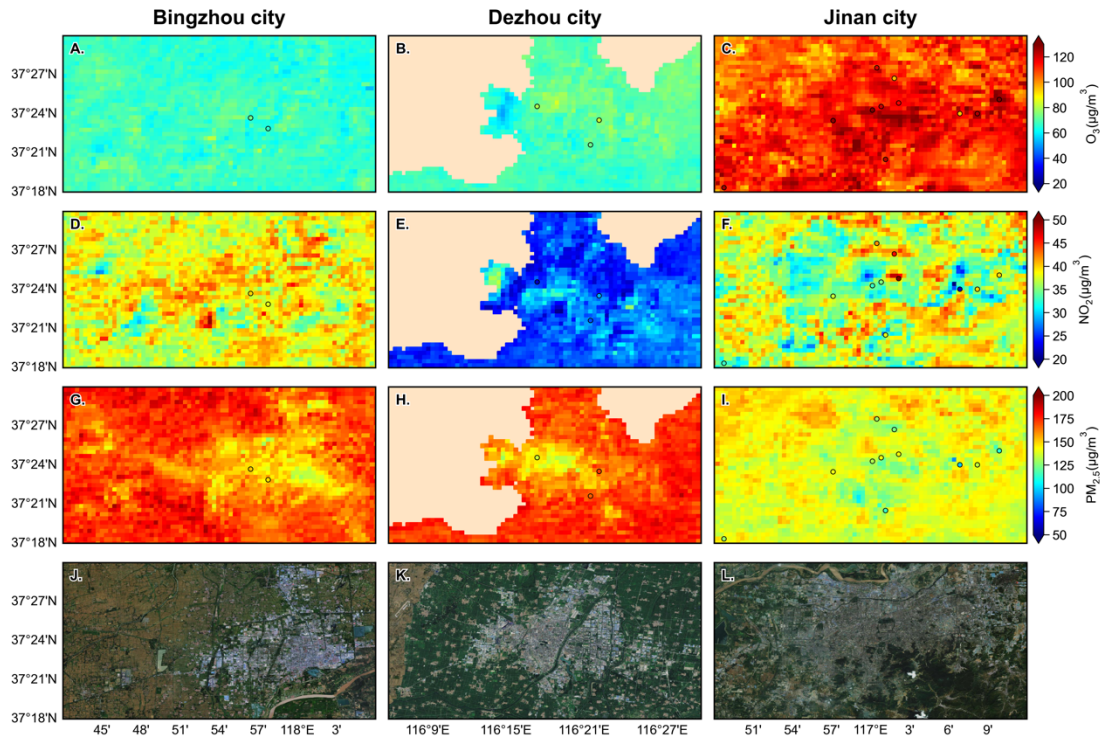 Bingzhou city
Dezhou city
Jinan city
A.
B.
C.
37°27'N
37°24'N
37°21'N
37°18'N
120
100
80
60
40
20
O₃(μg/m³)
D.
E.
F.
37°27'N
37°24'N
37°21'N
37°18'N
50
45
40
35
30
25
20
NO₂(μg/m³)
G.
H.
I.
37°27'N
37°24'N
37°21'N
37°18'N
200
175
150
125
100
75
50
PM₂.₅(μg/m³)
J.
K.
L.
37°27'N
37°24'N
37°21'N
37°18'N
45' 48' 51' 54' 57' 118°E 3'
116°9'E 116°15'E 116°21'E 116°27'E
51' 54' 57' 117°E 3' 6' 9'